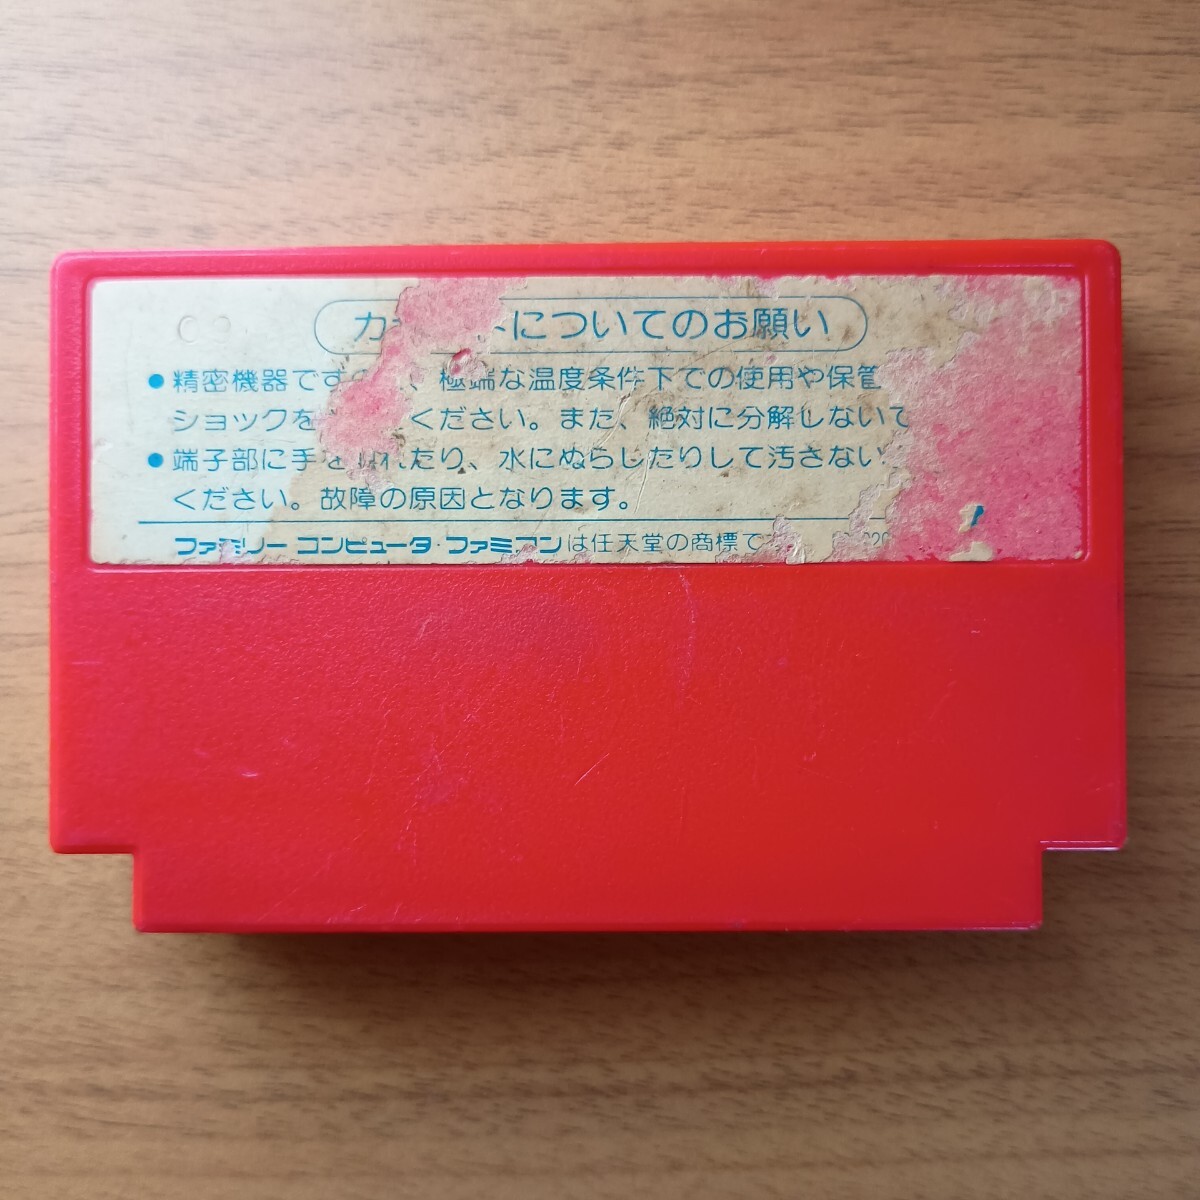 カ トについてのお願い
●精密機器ですの 、極端な温度条件下での使用や保管
ショックを ください。また、絶対に分解しないで
●端子部に手を れたり、水にぬらしたりして汚さない
ください。故障の原因となります。
ファミリーコンピュータ・ファミコンは任天堂の商標で